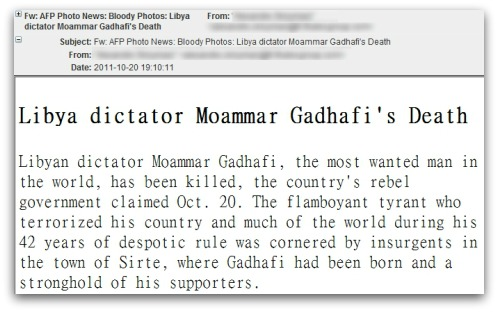 Fw: AFP Photo News: Bloody Photos: Libya From:
dictator Moammar Gadhafi's Death
Subject: Fw: AFP Photo News: Bloody Photos: Libya dictator Moammar Gadhafi's Death
From:
Date: 2011-10-20 19:10:11
Libya dictator Moammar Gadhafi's Death
Libyan dictator Moammar Gadhafi, the most wanted man in
the world, has been killed, the country's rebel
government claimed Oct. 20. The flamboyant tyrant who
terrorized his country and much of the world during his
42 years of despotic rule was cornered by insurgents in
the town of Sirte, where Gadhafi had been born and a
stronghold of his supporters.